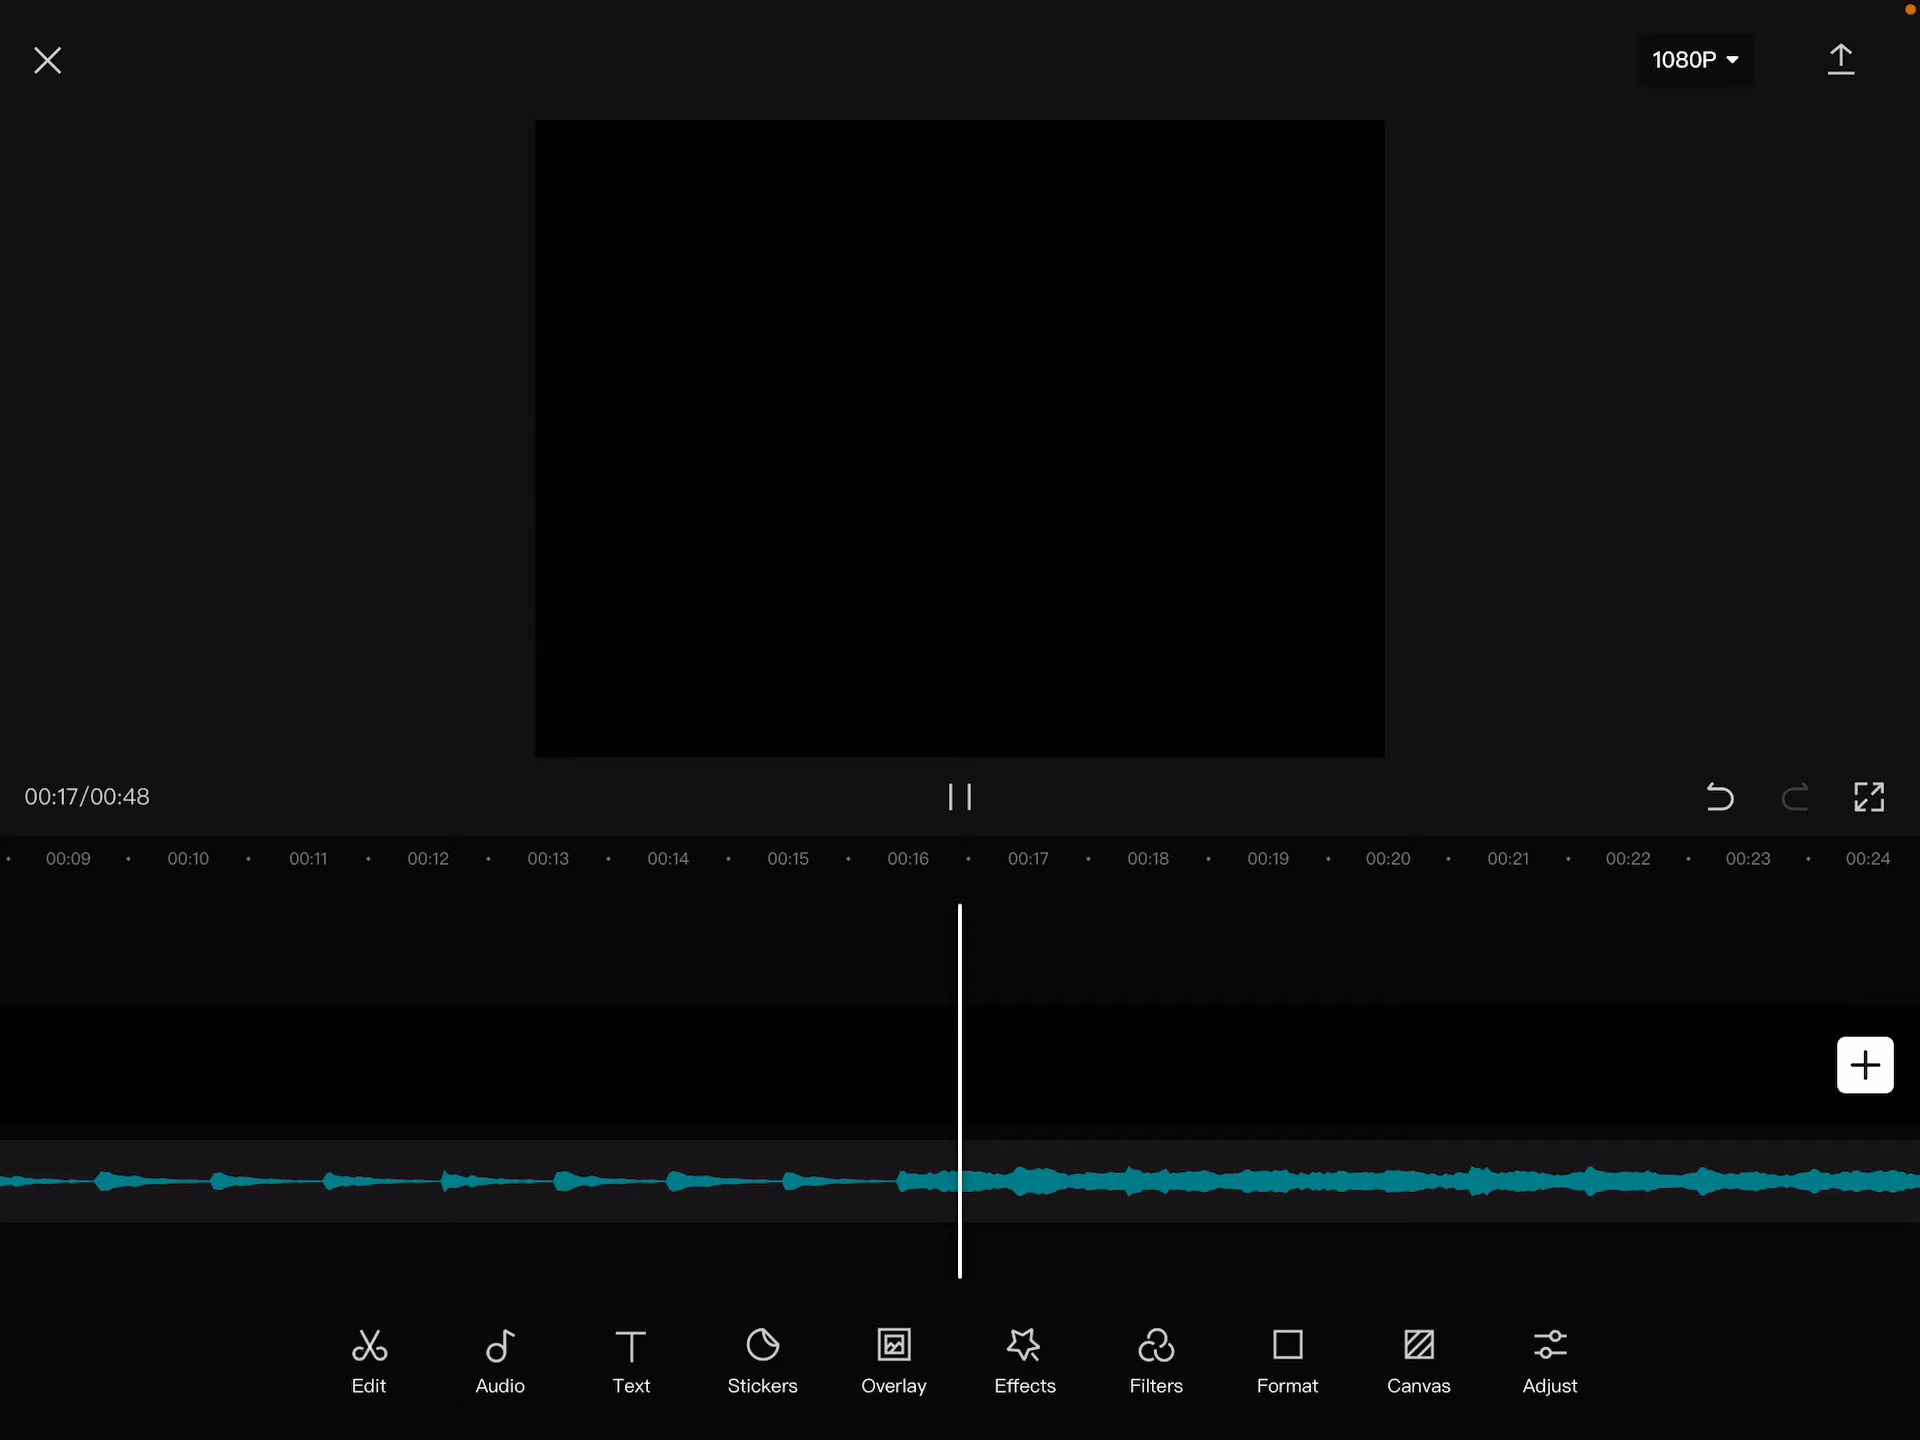 1080P
00:17/00:48
00:09 00:10 00:11 00:12 00:13 00:14 00:15 00:16 00:17 00:18 00:19 00:20 00:21 00:22 00:23 00:24
Edit Audio Text Stickers Overlay Effects Filters Format Canvas Adjust